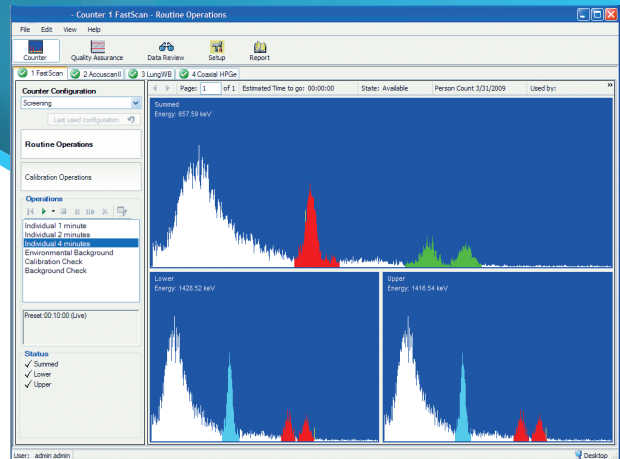 - Counter 1 FastScan - Routine Operations
File Edit View Help
Counter Quality Assurance Data Review Setup Report
1 FastScan 2 AccuscanII 3 LungWB 4 Coaxial HPGe
Counter Configuration
Page: 1 of 1 Estimated Time to go: 00:00:00 State: Available Person Count 3/31/2009 Used by: »
Screening
Last used configuration
Routine Operations
Calibration Operations
Operations
Individual 1 minute
Individual 2 minutes
Individual 4 minutes
Environmental Background
Calibration Check
Background Check
Preset:00:10:00 (Live)
Status
Summed
Lower
Upper
Summed
Energy: 657.59 keV
Lower
Energy: 1428.52 keV
Upper
Energy: 1418.54 keV
User: admin admin
Desktop